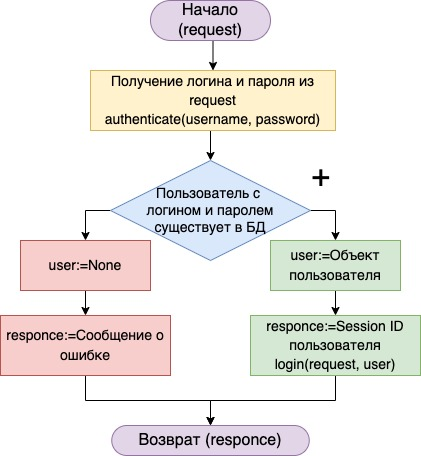 Начало
(request)
Получение логина и пароля из
request
authenticate(username, password)
+
Пользователь с
логином и паролем
существует в БД
user:=None
user:=Объект
пользователя
responce:=Сообщение о
ошибке
responce:=Session ID
пользователя
login(request, user)
Возврат (responce)